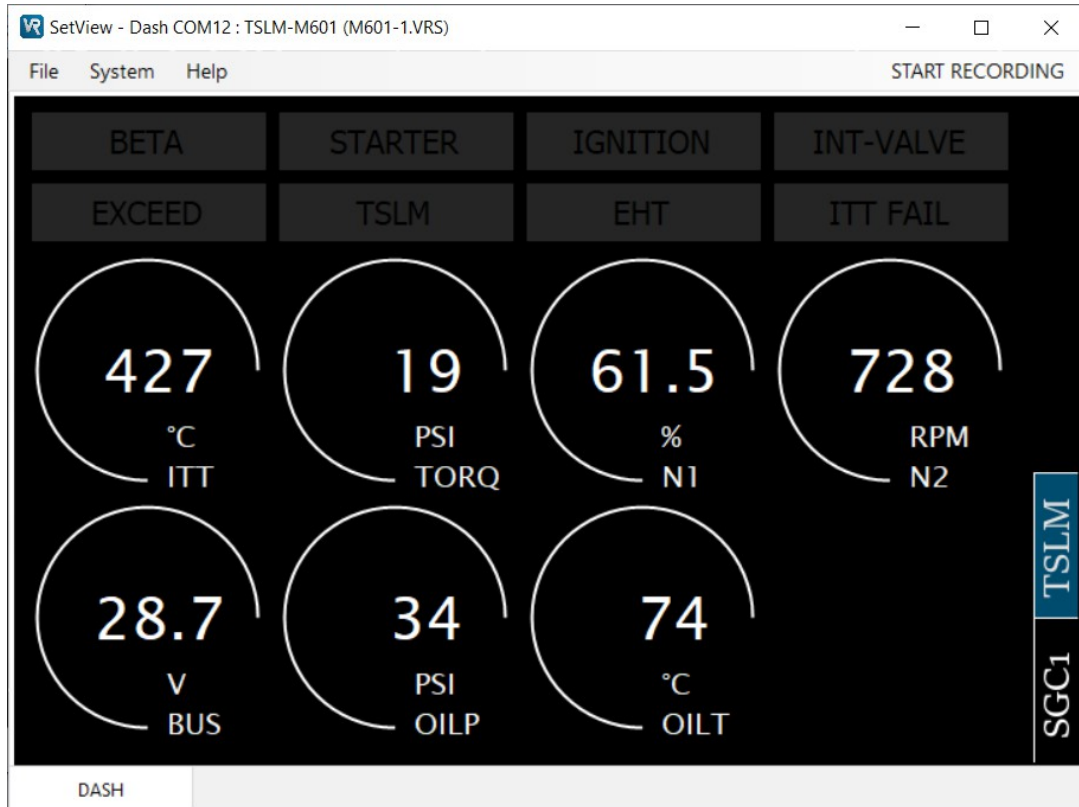 VR SetView - Dash COM12 : TSLM-M601 (M601-1.VRS)
File System Help START RECORDING
BETA STARTER IGNITION INT-VALVE
EXCEED TSLM EHT ITT FAIL
427 19 61.5 728
°C PSI % RPM
ITT TORQ N1 N2
28.7 34 74
V PSI °C
BUS OILP OILT
TSLM
SGC1
DASH